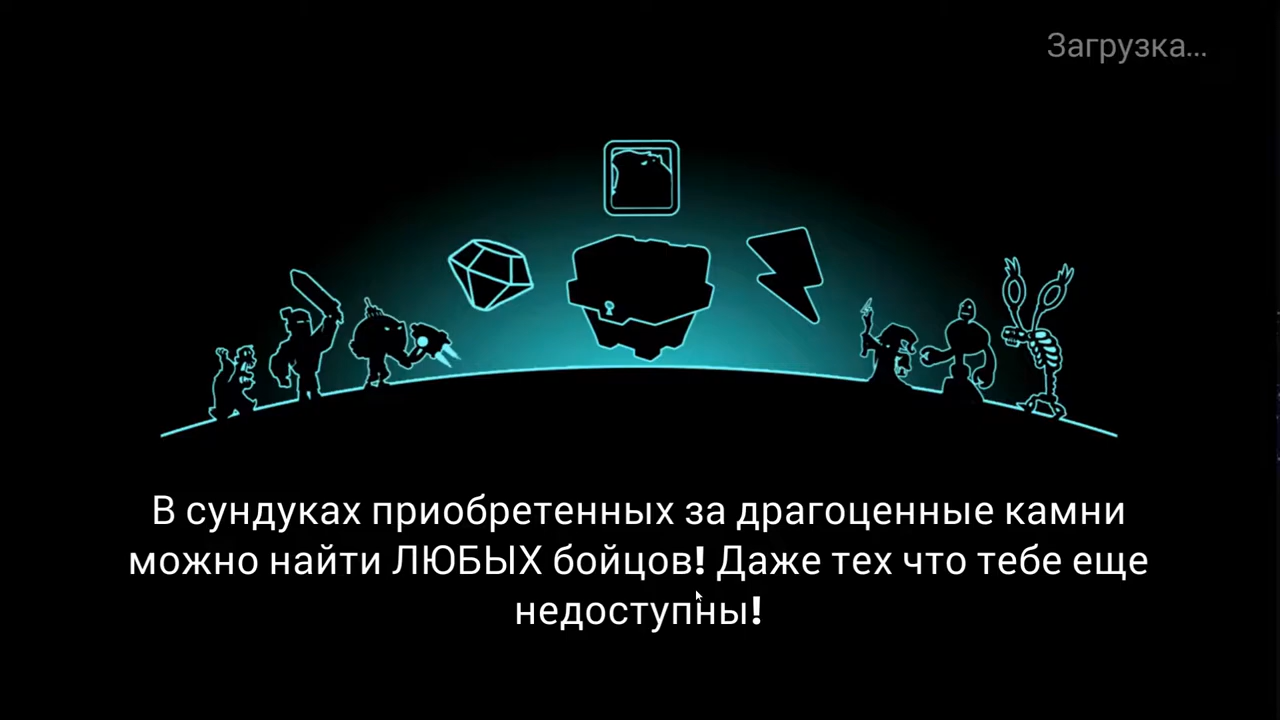 Загрузка...
В сундуках приобретенных за драгоценные камни
можно найти ЛЮБЫХ бойцов! Даже тех что тебе еще
недоступны!